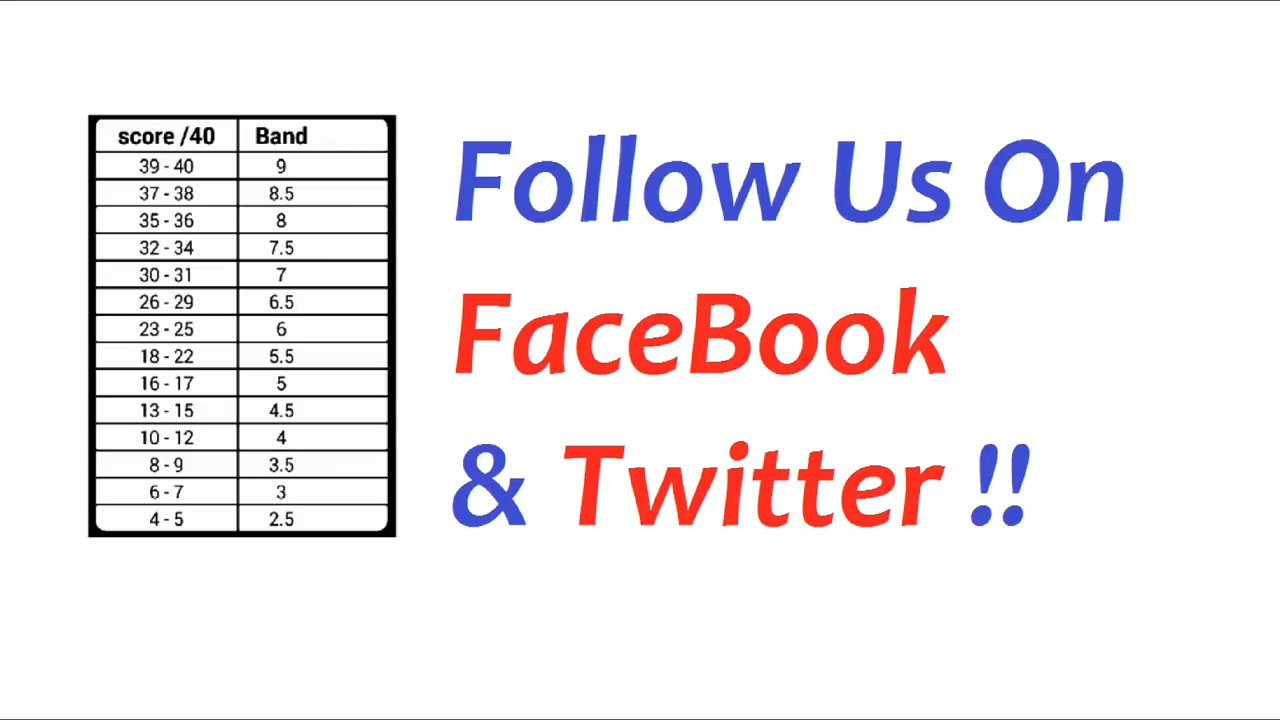 score /40 Band
39 - 40 9
37 - 38 8.5
35 - 36 8
32 - 34 7.5
30 - 31 7
26 - 29 6.5
23 - 25 6
18 - 22 5.5
16 - 17 5
13 - 15 4.5
10 - 12 4
8 - 9 3.5
6 - 7 3
4 - 5 2.5
Follow Us On
FaceBook
& Twitter !!